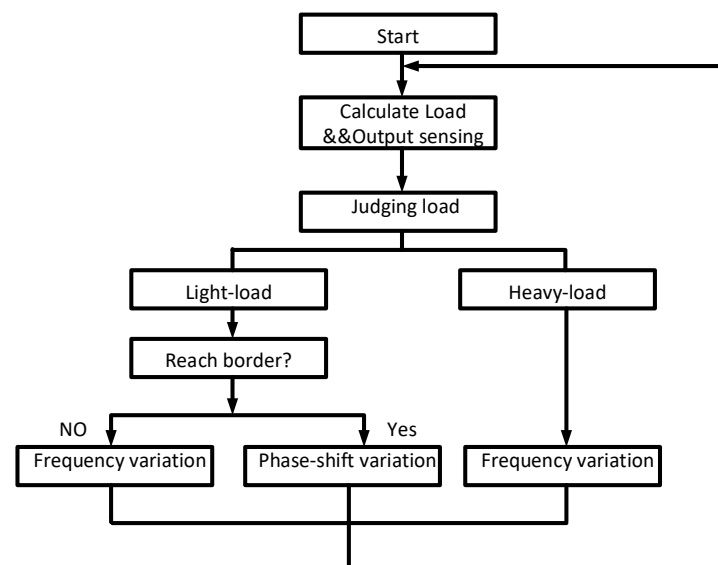 Start
Calculate Load
&&Output sensing
Judging load
Light-load
Heavy-load
Reach border?
NO
Yes
Frequency variation
Phase-shift variation
Frequency variation